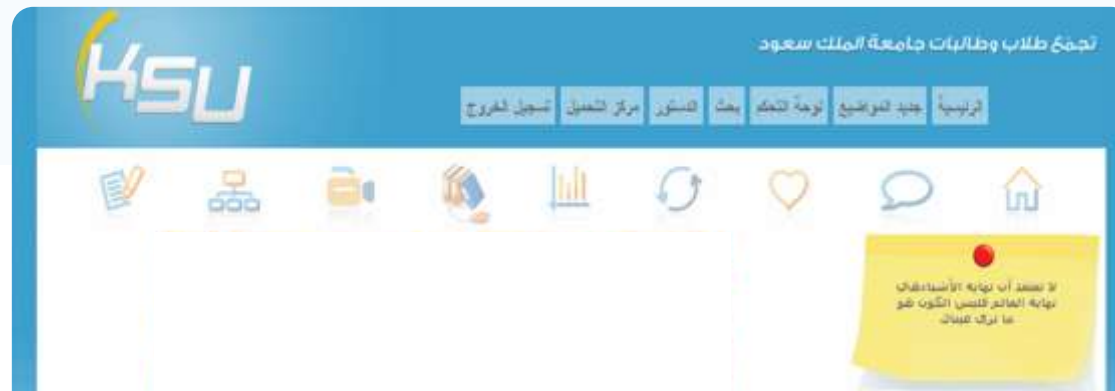 KSU
تجمّع طلاب وطالبات جامعة الملك سعود
الرئيسية جديد المواضيع لوحة التحكم بحث الدستور مركز التحميل تسجيل الخروج
لا تعتقد أن نهاية الأشياء هي
نهاية العالم فليس الكون هو
ما ترى عيناك